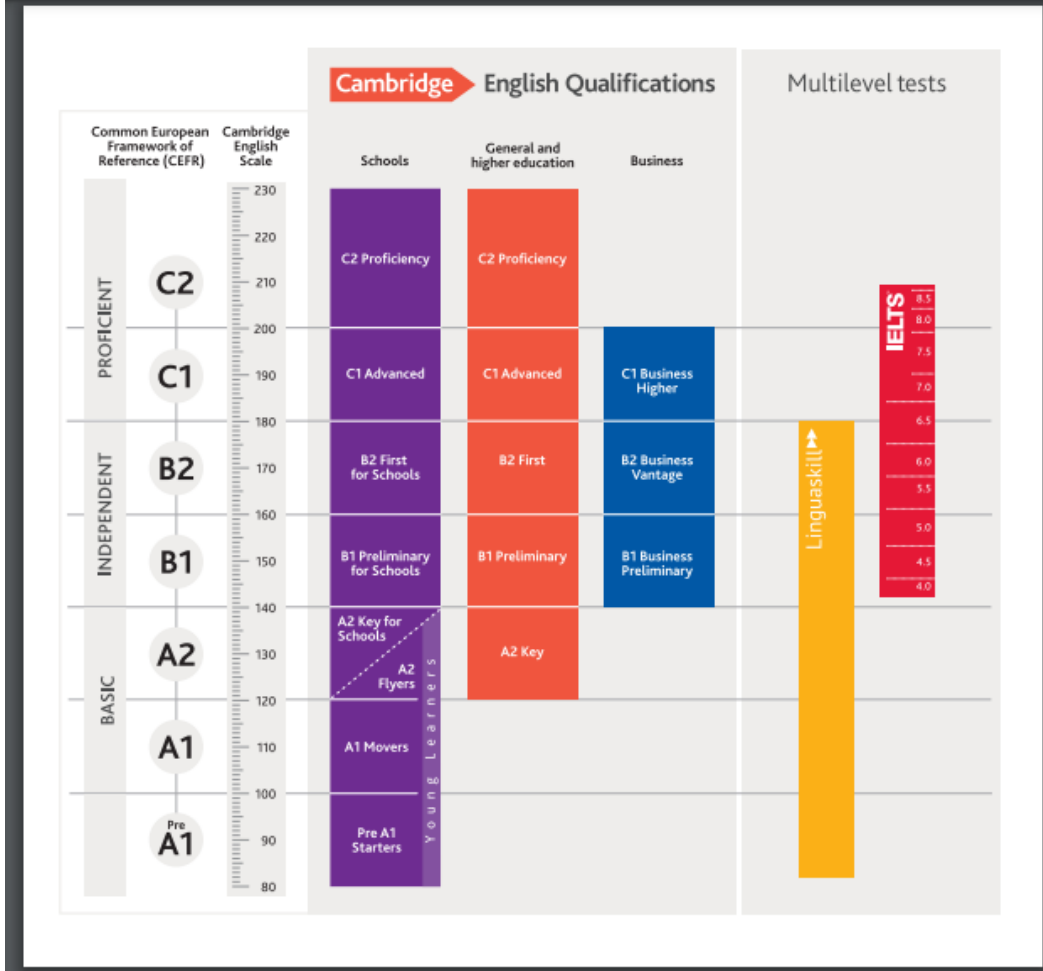 Cambridge English Qualifications
Multilevel tests
Common European
Framework of
Reference (CEFR)
Cambridge
English
Scale
Schools
General and
higher education
Business
PROFICIENT
INDEPENDENT
BASIC
C2
C1
B2
B1
A2
A1
Pre
A1
230
220
210
200
190
180
170
160
150
140
130
120
110
100
90
80
C2 Proficiency
C1 Advanced
B2 First
for Schools
B1 Preliminary
for Schools
A2 Key for
Schools
A2
Flyers
A1 Movers
Pre A1
Starters
Young Learners
C2 Proficiency
C1 Advanced
B2 First
B1 Preliminary
A2 Key
C1 Business
Higher
B2 Business
Vantage
B1 Business
Preliminary
Linguaskill
IELTS
8.5
8.0
7.5
7.0
6.5
6.0
5.5
5.0
4.5
4.0